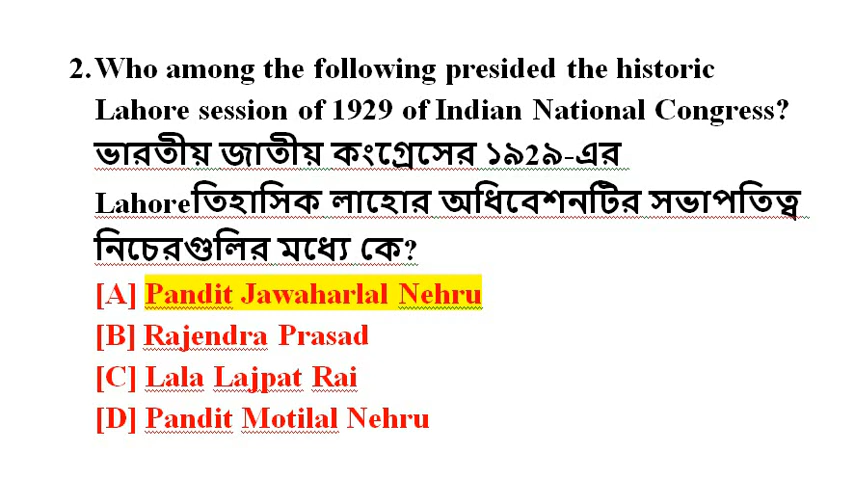 2. Who among the following presided the historic
Lahore session of 1929 of Indian National Congress?
ভারতীয় জাতীয় কংগ্রেসের ১৯2৯-এর
Lahoreতিহাসিক লাহোর অধিবেশনটির সভাপতিত্ব
নিচেরগুলির মধ্যে কে?
[A] Pandit Jawaharlal Nehru
[B] Rajendra Prasad
[C] Lala Lajpat Rai
[D] Pandit Motilal Nehru